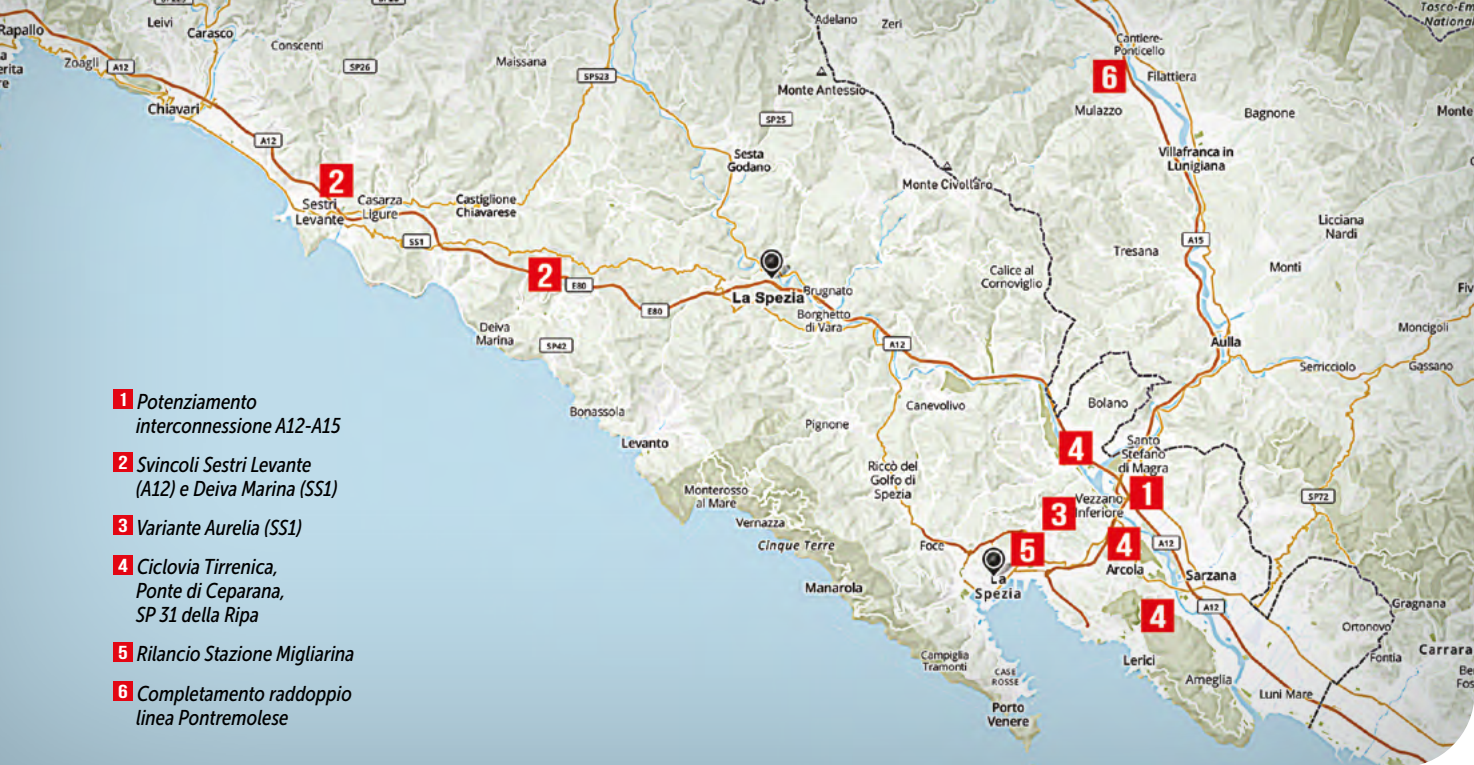 Leivi
Carasco
Rapallo
Conscenti
Adelano
Zeri
Zoagli
A12
SP26
Maissana
SP523
Monte Antessio
Cantiere-
Ponticello
6
Filattiera
Chiavari
SP25
Mulazzo
Bagnone
Monte
A12
Sesta
Godano
Villafranca in
Lunigiana
2
Monte Civollaro
Sestri
Levante
Casarza
Ligure
Castiglione
Chiavarese
Licciana
Nardi
SS1
A15
Tresana
2
E80
Calice al
Cornoviglio
Monti
La Spezia
Brugnato
E80
Borghetto
di Vara
Deiva
Marina
SP42
A12
Moncigoli
Aulla
Serricciolo
Gassano
1 Potenziamento
interconnessione A12-A15
2 Svincoli Sestri Levante
(A12) e Deiva Marina (SS1)
3 Variante Aurelia (SS1)
4 Ciclovia Tirrenica,
Ponte di Ceparana,
SP 31 della Ripa
5 Rilancio Stazione Migliarina
6 Completamento raddoppio
linea Pontremolese
Bonassola
Canevolivo
Bolano
Pignone
Levanto
4
Santo
Stefano
di Magra
Riccò del
Golfo di
Spezia
Monterosso
al Mare
1
SP72
Vezzano
Inferiore
3
Vernazza
Cinque Terre
Foce
5
4
A12
Arcola
Sarzana
La
Spezia
Manarola
A12
4
Gragnana
Ortonovo
Carrara
Fontia
Campiglia
Tramonti
CASE
ROSSE
Lerici
Ameglia
Luni Mare
Porto
Venere